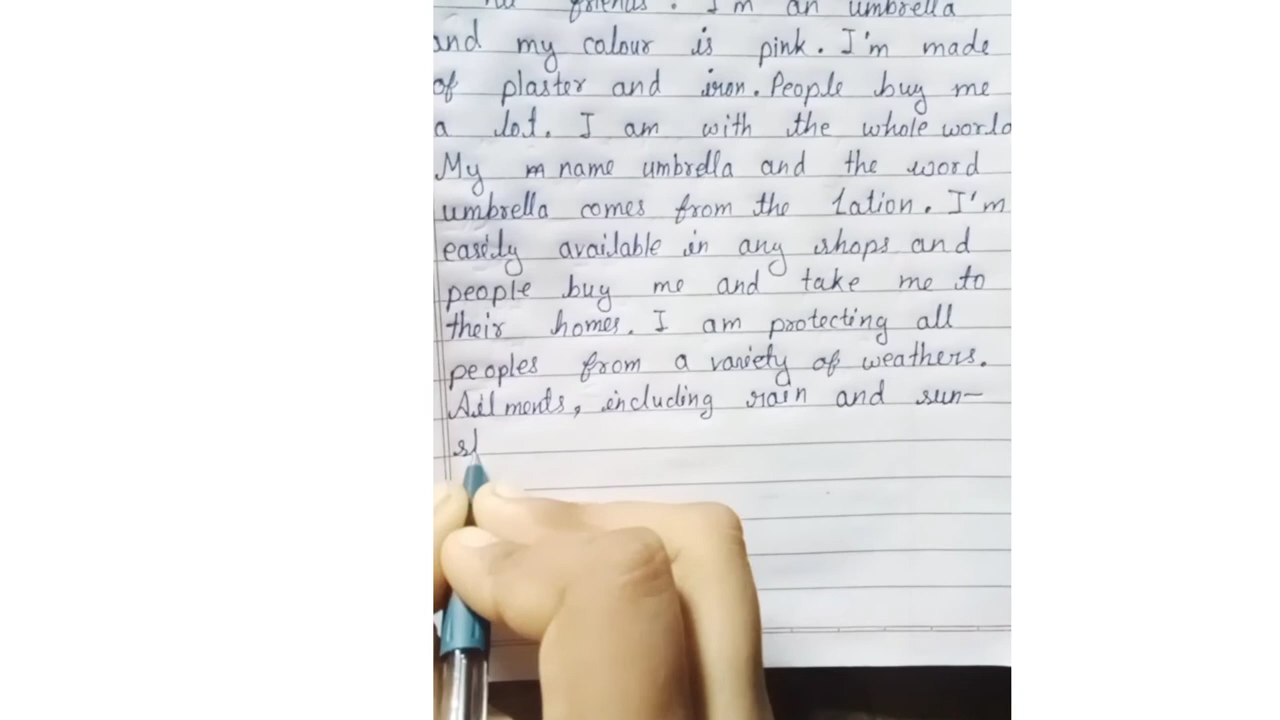 friends. I'm an umbrella
and my colour is pink. I'm made
of plaster and iron. People buy me
a lot. I am with the whole world
My m name umbrella and the word
umbrella comes from the lation. I'm
easily available in any shops and
people buy me and take me to
their homes. I am protecting all
peoples from a variety of weathers.
Ailments, including rain and sun-
sh